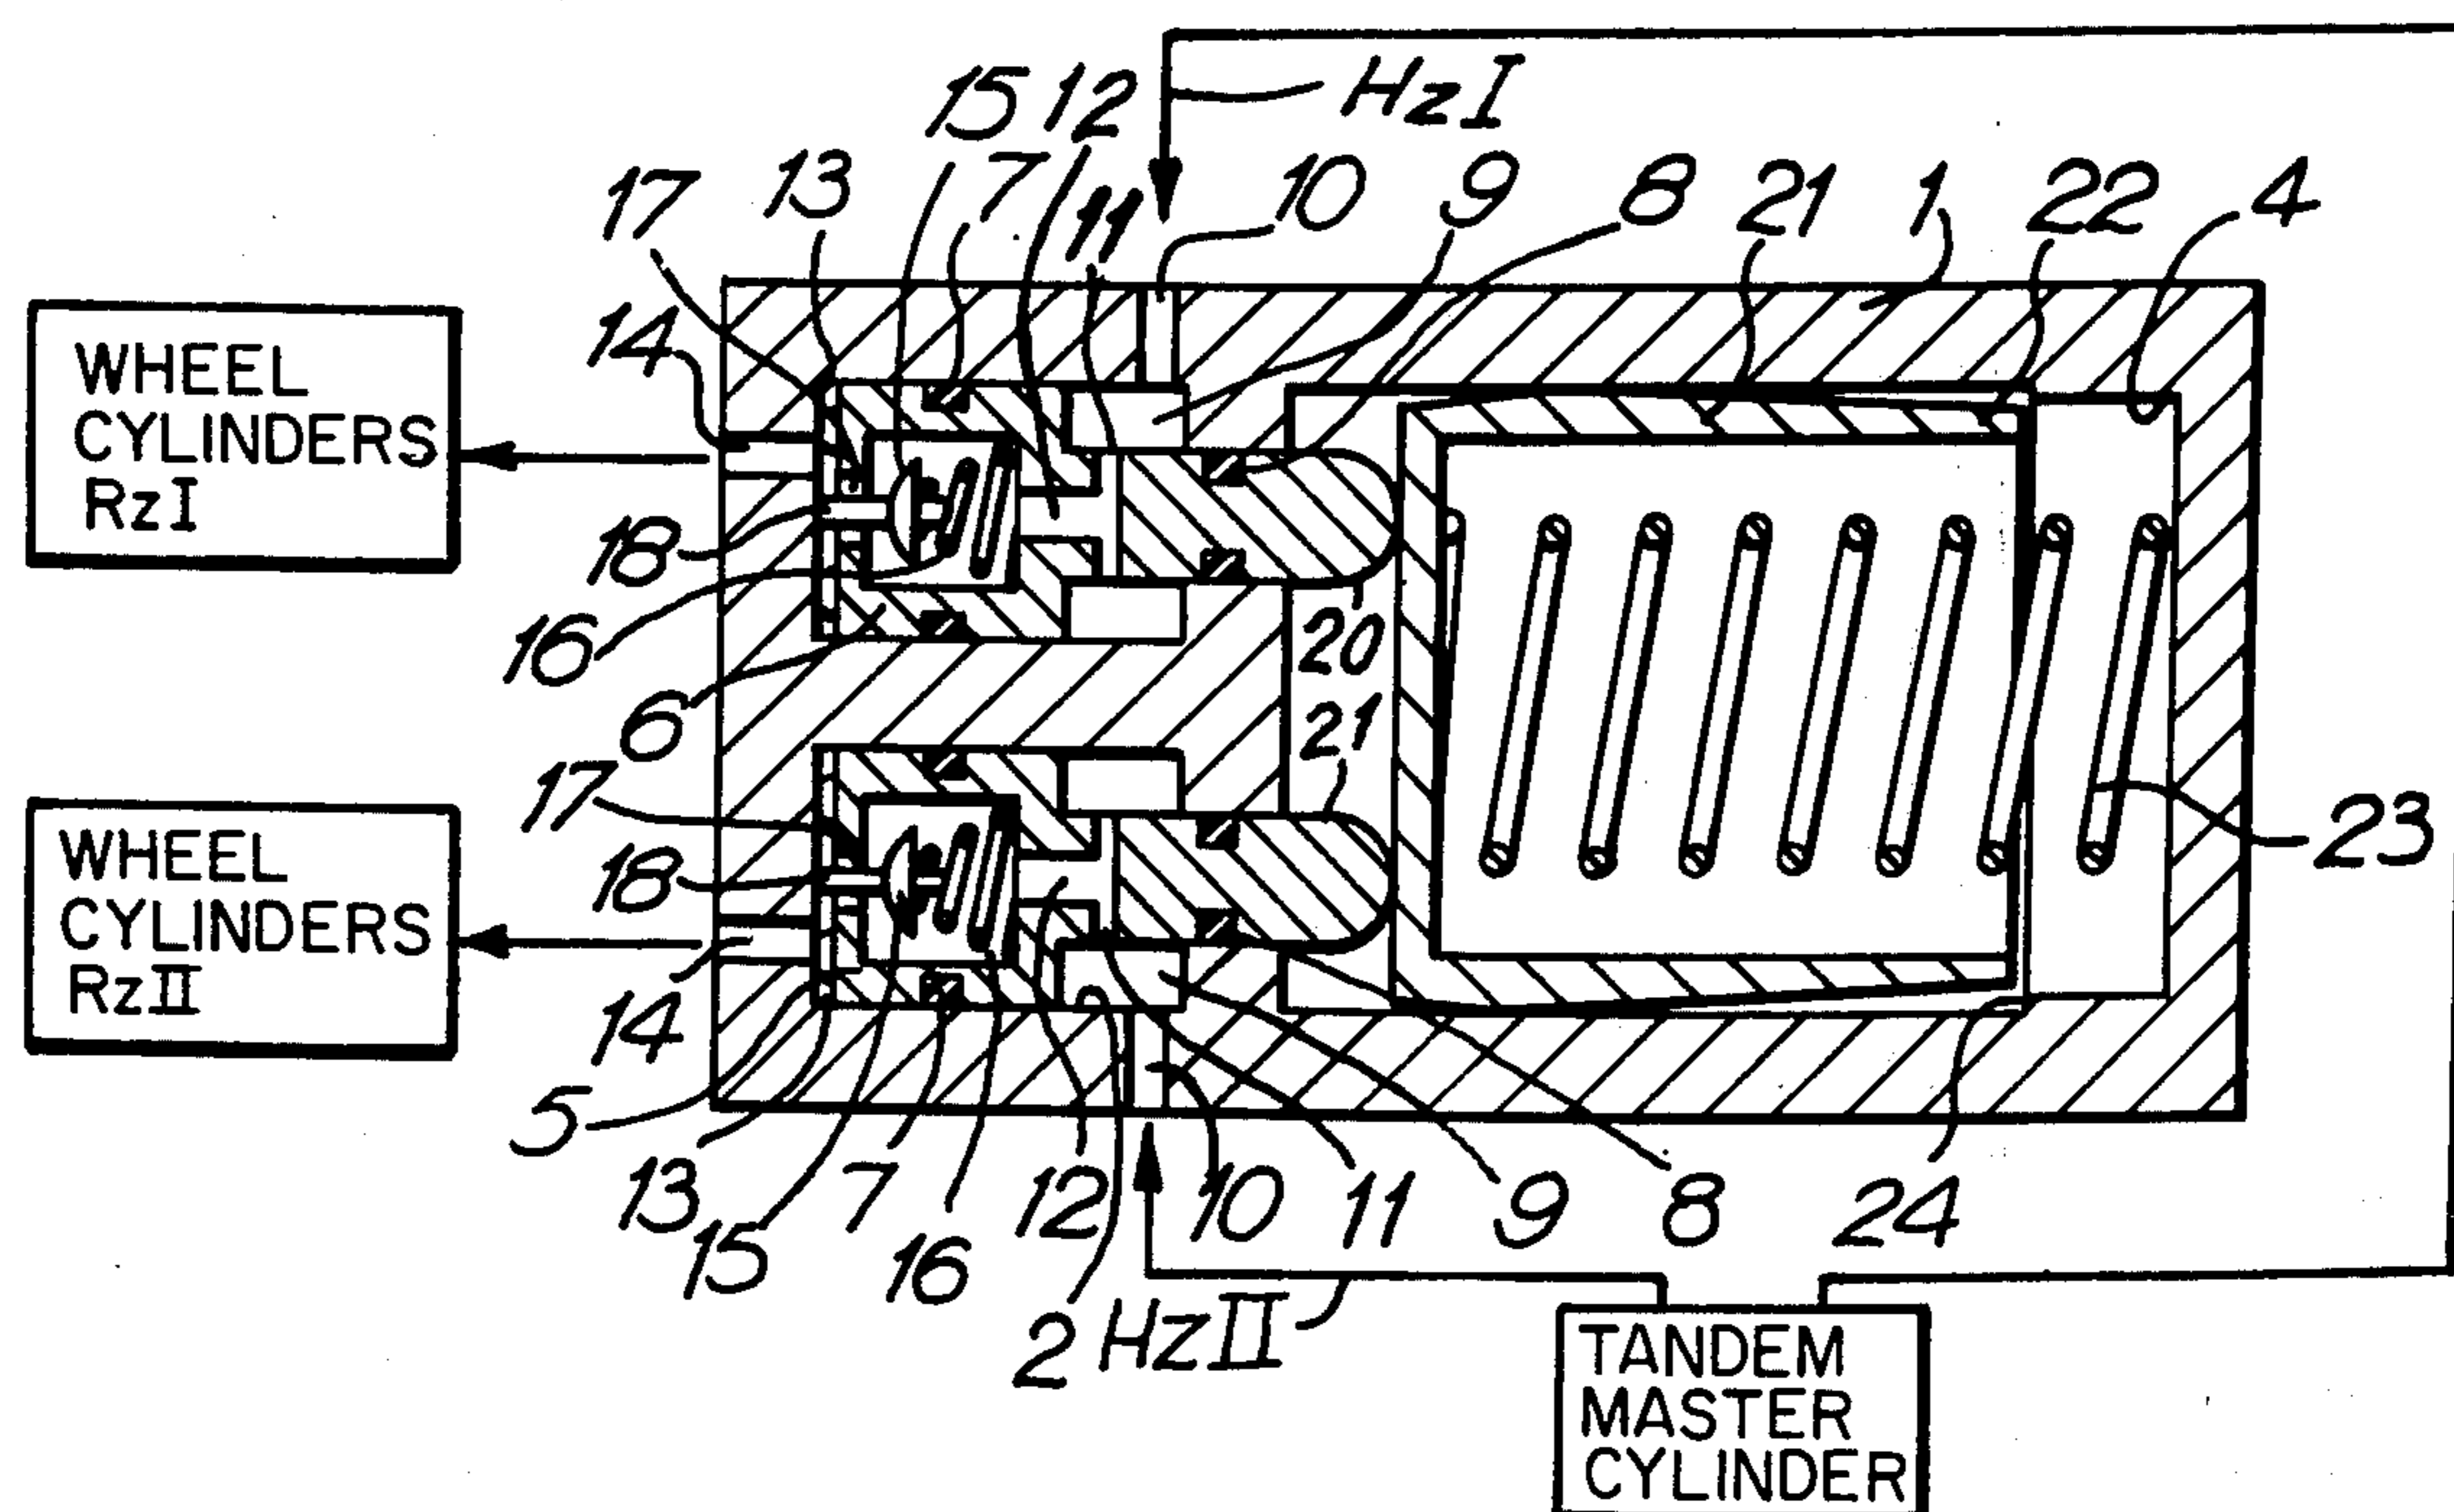 HzI
15 12
17 13 7 11 10 9 8 21 1 22 4
14
WHEEL
CYLINDERS
RzI
18
16
20
6
21
17
23
WHEEL
CYLINDERS
RzII
18
14
5
13 15 7 16 12 10 11 9 8 24
2 HzII
TANDEM
MASTER
CYLINDER